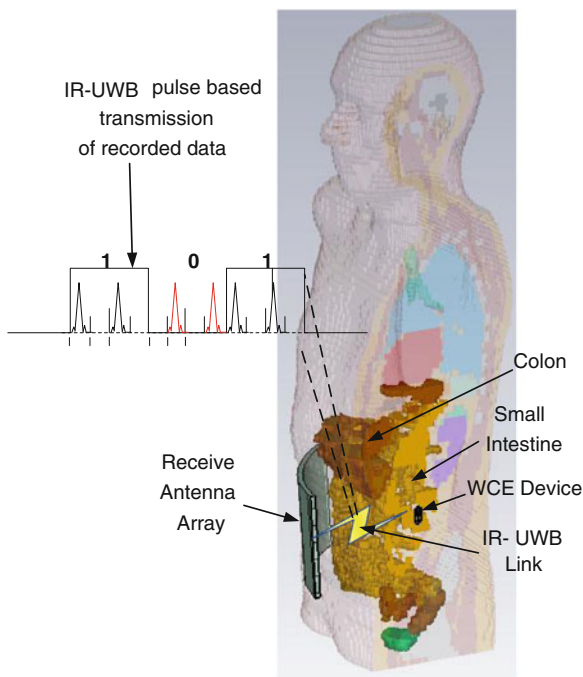 IR-UWB pulse based
transmission
of recorded data
1 0 1
Colon
Small
Intestine
WCE Device
IR- UWB
Link
Receive
Antenna
Array